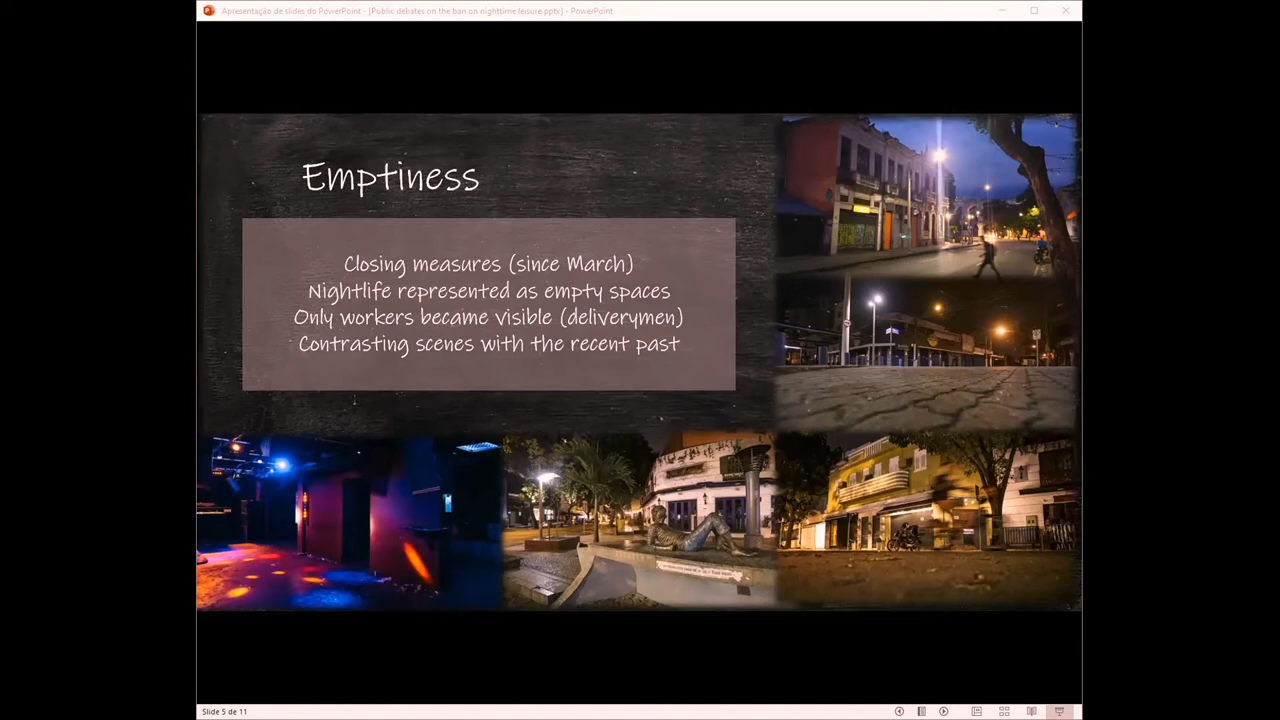 Apresentação de slides do PowerPoint - [Public debates on the ban on nighttime leisure.pptx] - PowerPoint
Emptiness
Closing measures (since March)
Nightlife represented as empty spaces
Only workers became visible (deliverymen)
Contrasting scenes with the recent past
Slide 5 de 11